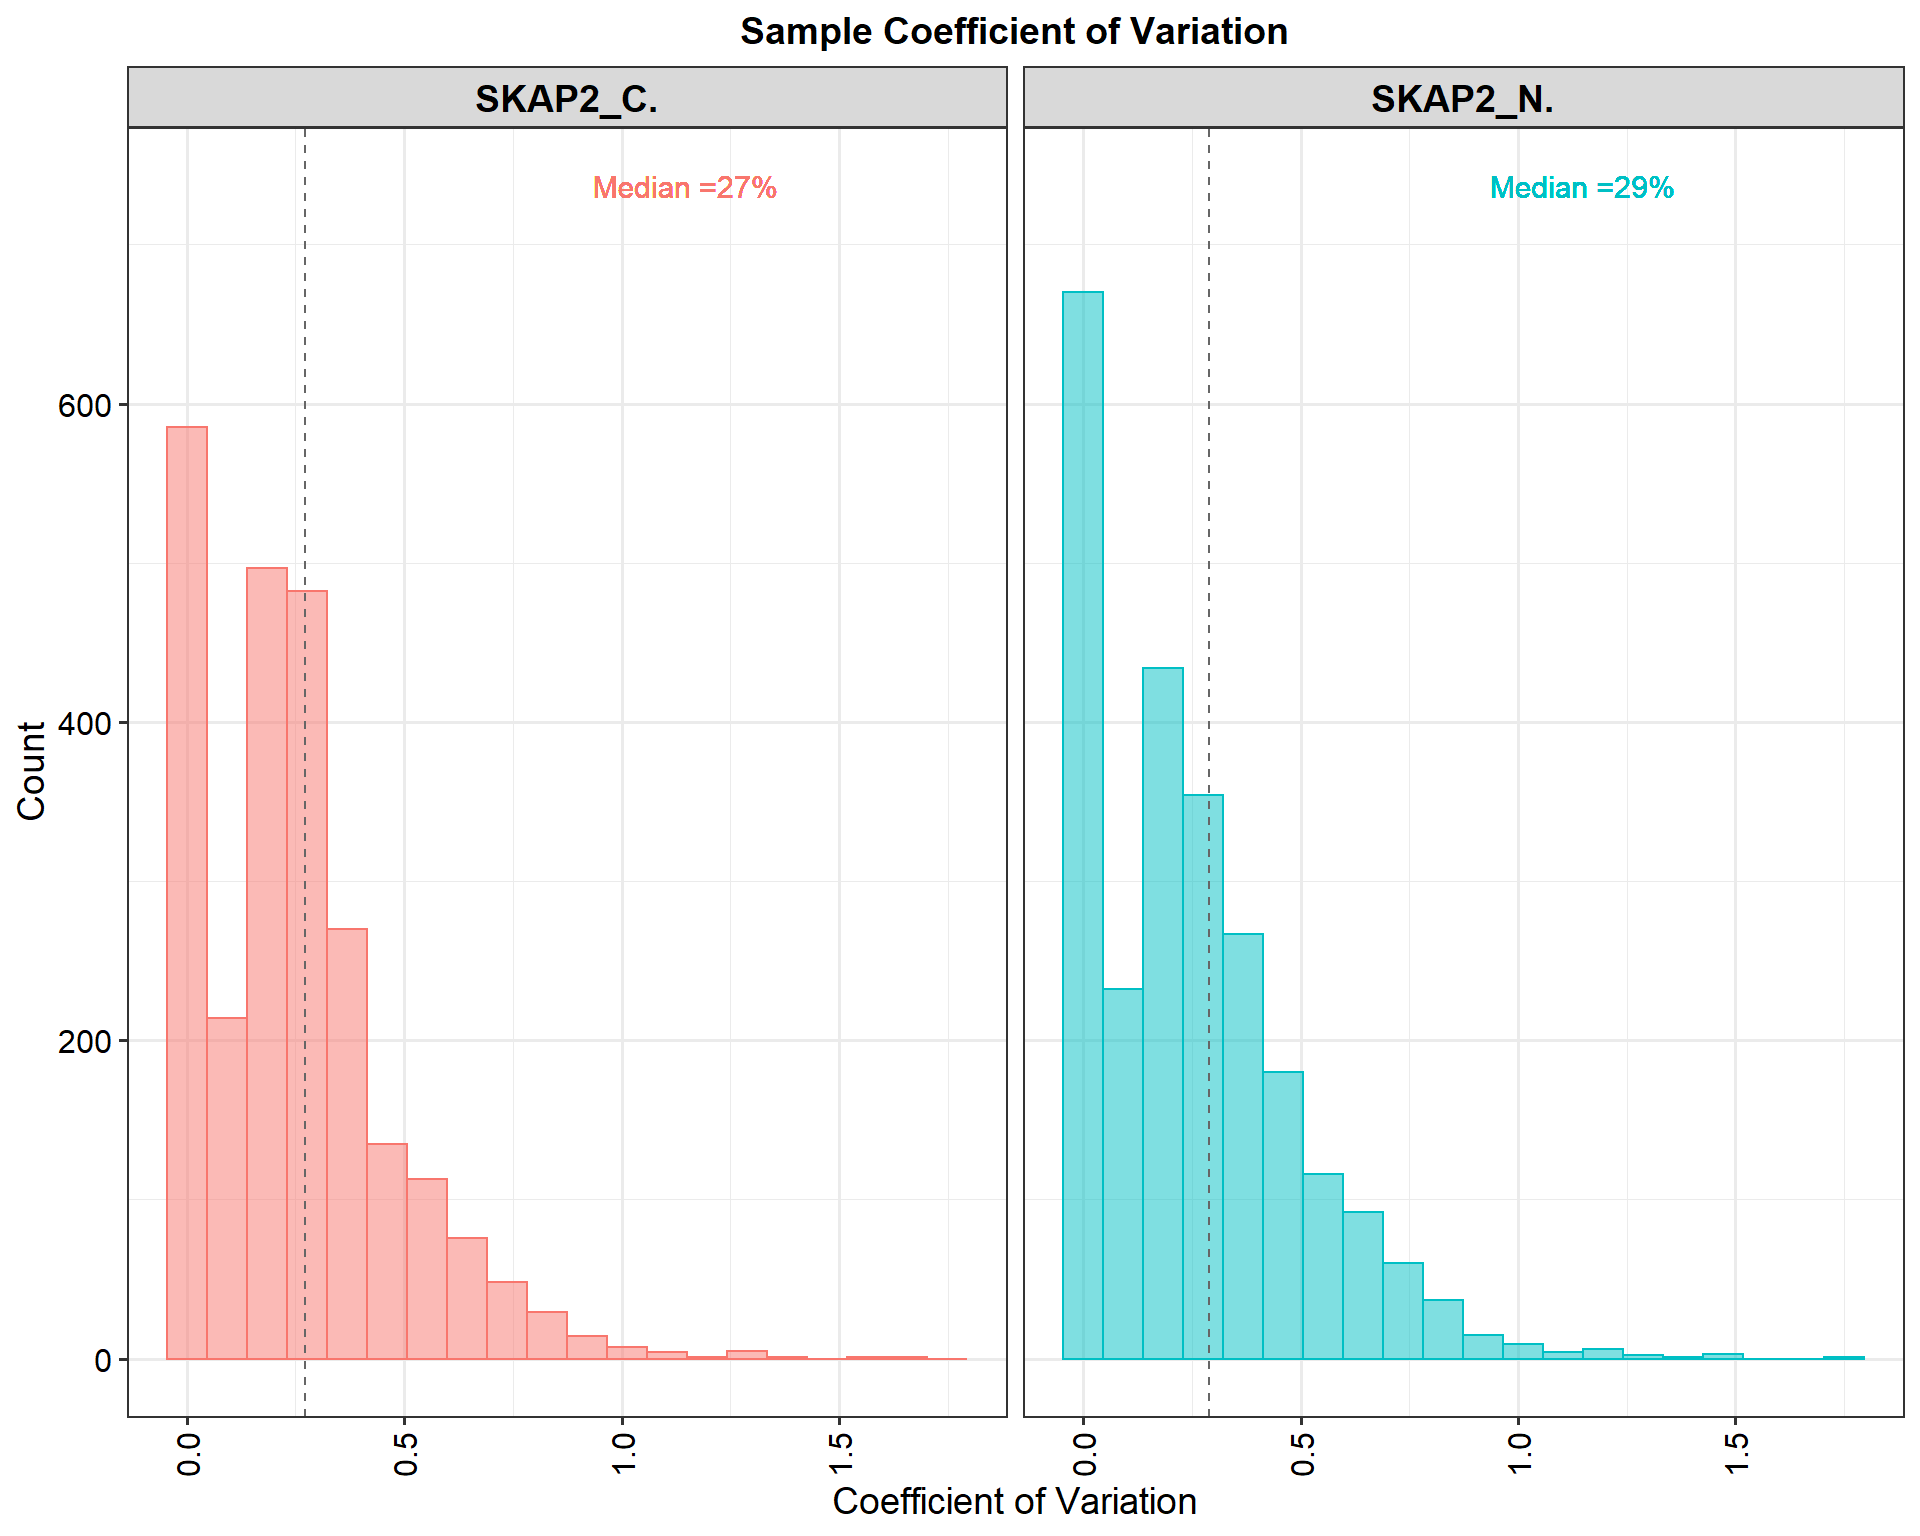 Sample Coefficient of Variation
SKAP2_C.
SKAP2_N.
Median =27%
Median =29%
Count
600
400
200
0
0.0
0.5
1.0
1.5
0.0
0.5
1.0
1.5
Coefficient of Variation